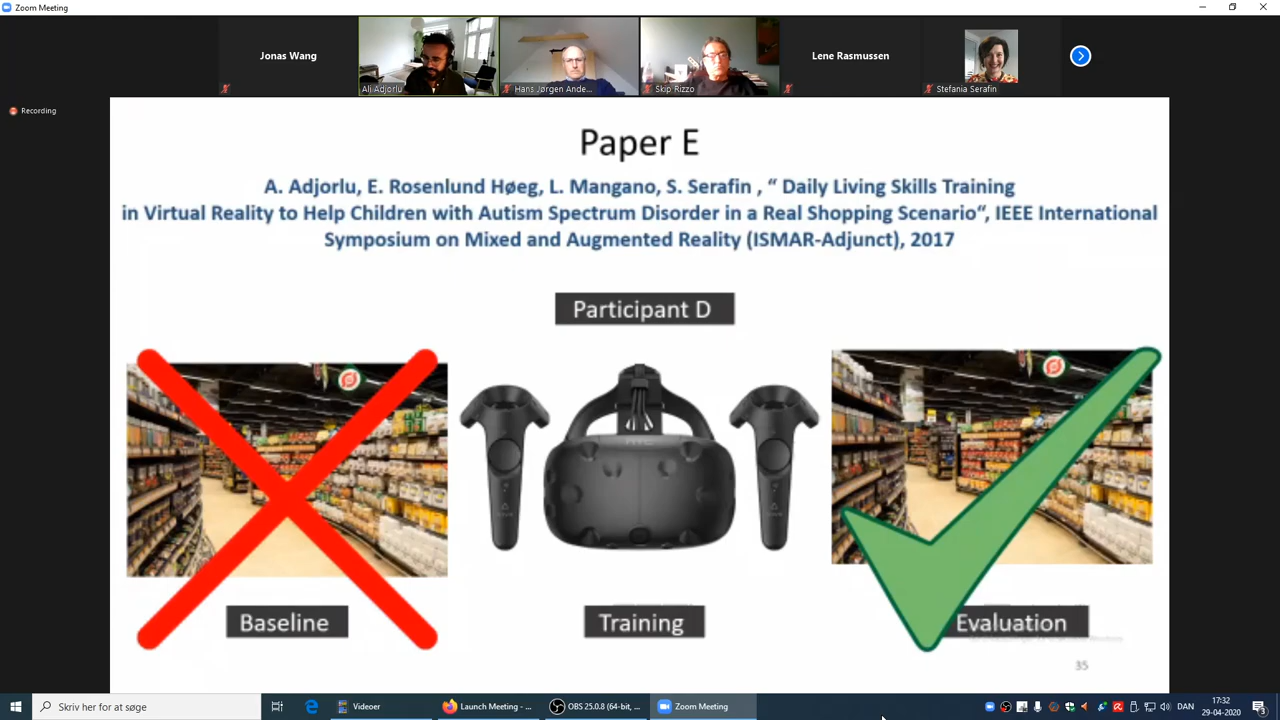 Zoom Meeting
Jonas Wang
Ali Adjorlu
Hans Jørgen Ande...
Skip Rizzo
Lene Rasmussen
Stefania Serafin
Recording
Paper E
A. Adjorlu, E. Rosenlund Høeg, L. Mangano, S. Serafin , “ Daily Living Skills Training
in Virtual Reality to Help Children with Autism Spectrum Disorder in a Real Shopping Scenario“, IEEE International
Symposium on Mixed and Augmented Reality (ISMAR-Adjunct), 2017
Participant D
Baseline
Training
Evaluation
35
Skriv her for at søge
Videoer
Launch Meeting - ...
OBS 25.0.8 (64-bit, ...
Zoom Meeting
DAN
17:32
29-04-2020